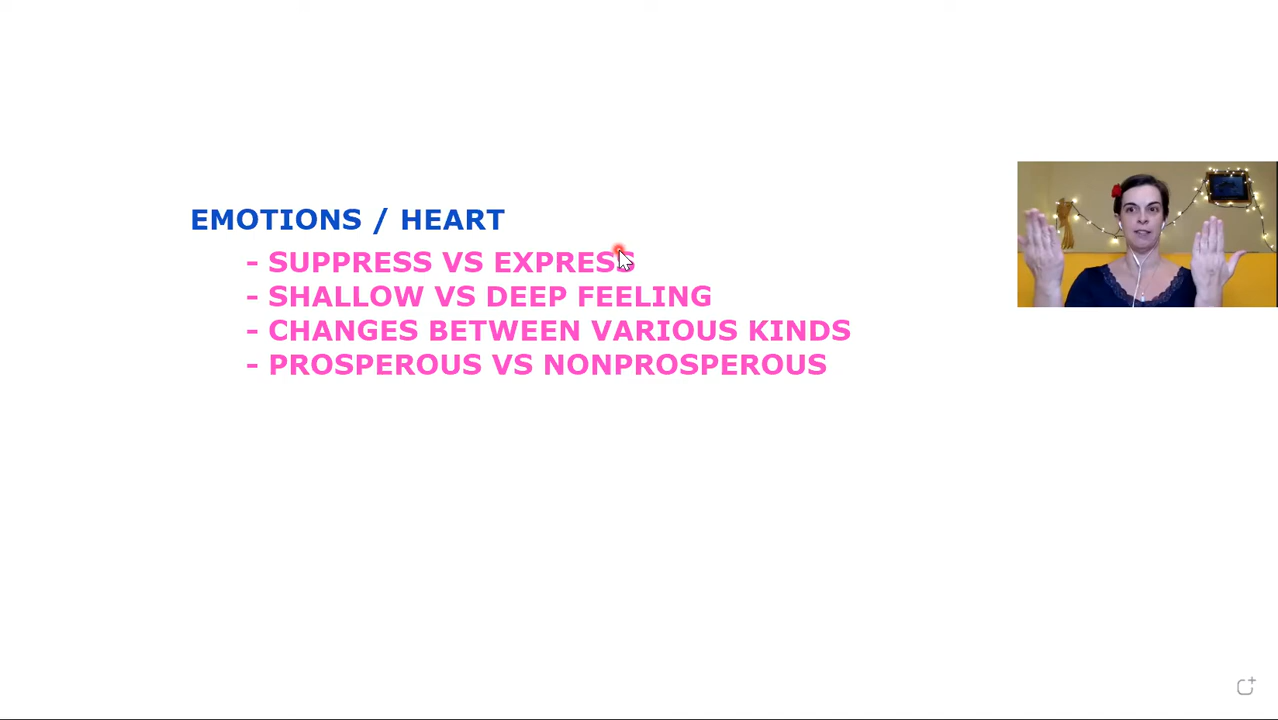 EMOTIONS / HEART
- SUPPRESS VS EXPRESS
- SHALLOW VS DEEP FEELING
- CHANGES BETWEEN VARIOUS KINDS
- PROSPEROUS VS NONPROSPEROUS